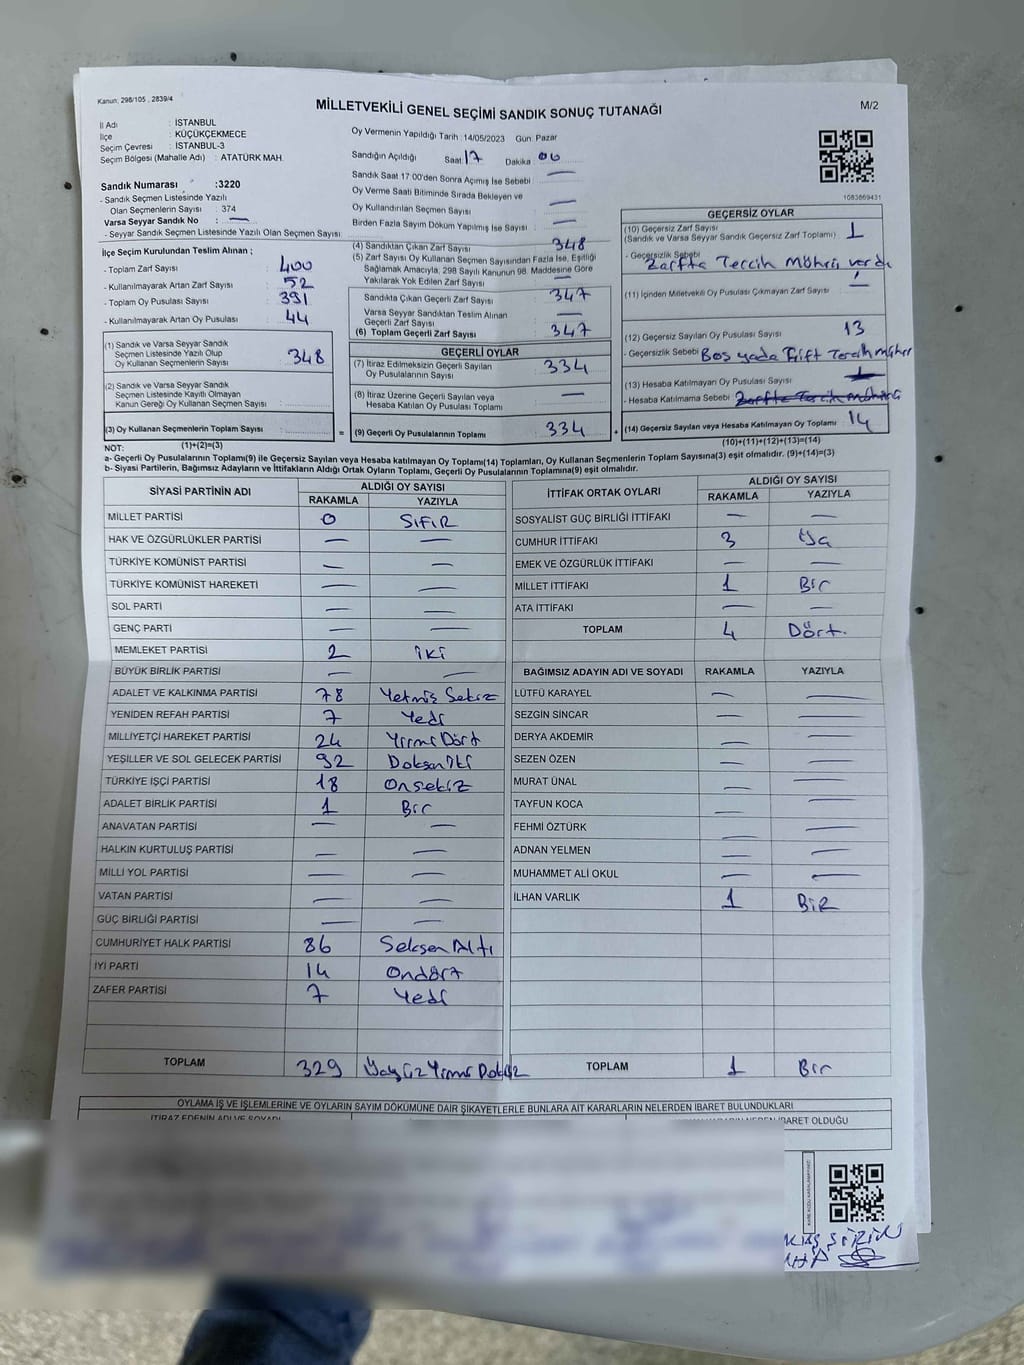 Kanun; 298/105 , 2839/4
MİLLETVEKİLİ GENEL SEÇİMİ SANDIK SONUÇ TUTANAĞI
M/2
İl Adı : İSTANBUL
İlçe : KÜÇÜKÇEKMECE
Seçim Çevresi : İSTANBUL-3
Seçim Bölgesi (Mahalle Adı) : ATATÜRK MAH.
Sandık Numarası :3220
- Sandık Seçmen Listesinde Yazılı
Olan Seçmenlerin Sayısı : 374
Varsa Seyyar Sandık No : —
- Seyyar Sandık Seçmen Listesinde Yazılı Olan Seçmen Sayısı:
Oy Vermenin Yapıldığı Tarih :14/05/2023 Gün: Pazar
Sandığın Açıldığı Saat: 17 Dakika: 00
Sandık Saat 17:00'den Sonra Açımış İse Sebebi : —
Oy Verme Saati Bitiminde Sırada Bekleyen ve
Oy Kullandırılan Seçmen Sayısı : —
Birden Fazla Sayım Döküm Yapılmış İse Sayısı : —
1083869431
İlçe Seçim Kurulundan Teslim Alınan ;
- Toplam Zarf Sayısı : 400
- Kullanılmayarak Artan Zarf Sayısı : 52
- Toplam Oy Pusulası Sayısı : 391
- Kullanılmayarak Artan Oy Pusulası : 44
(1) Sandık ve Varsa Seyyar Sandık
Seçmen Listesinde Yazılı Olup
Oy Kullanan Seçmenlerin Sayısı : 348
(2) Sandık ve Varsa Seyyar Sandık
Seçmen Listesinde Kayıtlı Olmayan
Kanun Gereği Oy Kullanan Seçmen Sayısı :
(3) Oy Kullanan Seçmenlerin Toplam Sayısı :
(4) Sandıktan Çıkan Zarf Sayısı : 348
(5) Zarf Sayısı Oy Kullanan Seçmen Sayısından Fazla İse, Eşitliği
Sağlamak Amacıyla, 298 Sayılı Kanunun 98. Maddesine Göre
Yakılarak Yok Edilen Zarf Sayısı : —
Sandıkta Çıkan Geçerli Zarf Sayısı : 347
Varsa Seyyar Sandıktan Teslim Alınan
Geçerli Zarf Sayısı : —
(6) Toplam Geçerli Zarf Sayısı : 347
GEÇERLİ OYLAR
(7) İtiraz Edilmeksizin Geçerli Sayılan
Oy Pusulalarının Sayısı : 334
(8) İtiraz Üzerine Geçerli Sayılan veya
Hesaba Katılan Oy Pusulası Toplamı : —
= (9) Geçerli Oy Pusulalarının Toplamı : 334
GEÇERSİZ OYLAR
(10) Geçersiz Zarf Sayısı : 1
(Sandık ve Varsa Seyyar Sandık Geçersiz Zarf Toplamı)
- Geçersizlik Sebebi
Zarfta Tercih Mührü vardı
(11) İçinden Milletvekili Oy Pusulası Çıkmayan Zarf Sayısı :
(12) Geçersiz Sayılan Oy Pusulası Sayısı : 13
- Geçersizlik Sebebi Boş yada Çift Tercih mühür
(13) Hesaba Katılmayan Oy Pusulası Sayısı :
- Hesaba Katılmama Sebebi : Zarfta Tercih Mührü
+ (14) Geçersiz Sayılan veya Hesaba Katılmayan Oy Toplamı : 14
(1)+(2)=(3)
(10)+(11)+(12)+(13)=(14)
NOT:
a- Geçerli Oy Pusulalarının Toplamı(9) ile Geçersiz Sayılan veya Hesaba katılmayan Oy Toplamı(14) Toplamları, Oy Kullanan Seçmenlerin Toplam Sayısına(3) eşit olmalıdır. (9)+(14)=(3)
b- Siyasi Partilerin, Bağımsız Adayların ve İttifakların Aldığı Ortak Oyların Toplamı, Geçerli Oy Pusulalarının Toplamına(9) eşit olmalıdır.
SİYASİ PARTİNİN ADI ALDIĞI OY SAYISI
RAKAMLA YAZIYLA
MİLLET PARTİSİ 0 SIFIR
HAK VE ÖZGÜRLÜKLER PARTİSİ — —
TÜRKİYE KOMÜNİST PARTİSİ — —
TÜRKİYE KOMÜNİST HAREKETİ — —
SOL PARTİ — —
GENÇ PARTİ — —
MEMLEKET PARTİSİ 2 iki
BÜYÜK BİRLİK PARTİSİ — —
ADALET VE KALKINMA PARTİSİ 78 Yetmiş Sekiz
YENİDEN REFAH PARTİSİ 7 Yedi
MİLLİYETÇİ HAREKET PARTİSİ 24 Yirmi Dört
YEŞİLLER VE SOL GELECEK PARTİSİ 92 Doksan iki
TÜRKİYE İŞÇİ PARTİSİ 18 Onsekiz
ADALET BİRLİK PARTİSİ 1 Bir
ANAVATAN PARTİSİ — —
HALKIN KURTULUŞ PARTİSİ — —
MİLLİ YOL PARTİSİ — —
VATAN PARTİSİ — —
GÜÇ BİRLİĞİ PARTİSİ — —
CUMHURİYET HALK PARTİSİ 86 Seksen Altı
İYİ PARTİ 14 Ondört
ZAFER PARTİSİ 7 Yedi
TOPLAM 329 Üçyüz Yirmi Dokuz
İTTİFAK ORTAK OYLARI ALDIĞI OY SAYISI
RAKAMLA YAZIYLA
SOSYALİST GÜÇ BİRLİĞİ İTTİFAKI — —
CUMHUR İTTİFAKI 3 Üç
EMEK VE ÖZGÜRLÜK İTTİFAKI — —
MİLLET İTTİFAKI 1 Bir
ATA İTTİFAKI — —
TOPLAM 4 Dört.
BAĞIMSIZ ADAYIN ADI VE SOYADI RAKAMLA YAZIYLA
LÜTFÜ KARAYEL — —
SEZGİN SİNCAR — —
DERYA AKDEMİR — —
SEZEN ÖZEN — —
MURAT ÜNAL — —
TAYFUN KOCA — —
FEHMİ ÖZTÜRK — —
ADNAN YELMEN — —
MUHAMMET ALİ OKUL — —
İLHAN VARLIK 1 BİR
TOPLAM 1 Bir
OYLAMA İŞ VE İŞLEMLERİNE VE OYLARIN SAYIM DÖKÜMÜNE DAİR ŞİKAYETLERLE BUNLARA AİT KARARLARIN NELERDEN İBARET BULUNDUKLARI
İTİRAZ EDENİN ADI VE SOYADI
İBARET OLDUĞU